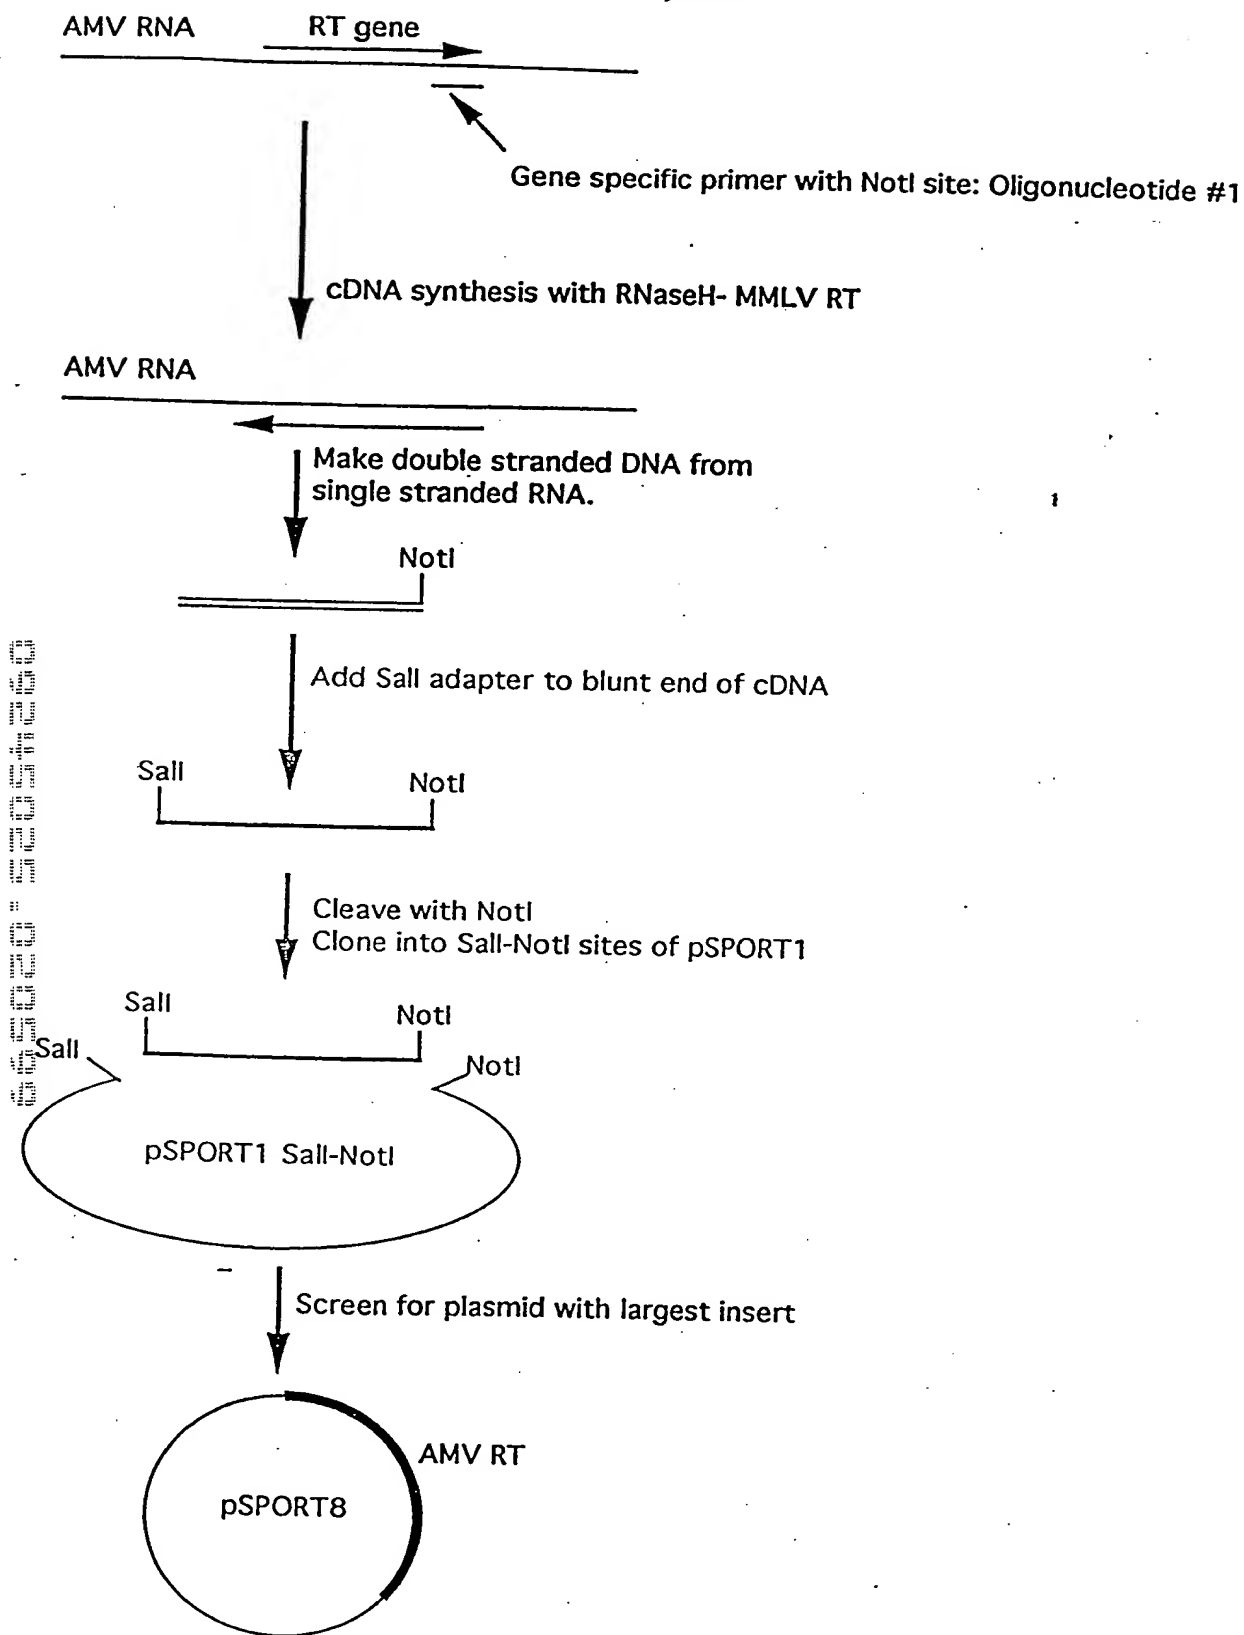 AMV RNA
RT gene
Gene specific primer with NotI site: Oligonucleotide #1
cDNA synthesis with RNaseH- MMLV RT
AMV RNA
Make double stranded DNA from
single stranded RNA.
NotI
Add SalI adapter to blunt end of cDNA
SalI
NotI
Cleave with NotI
Clone into SalI-NotI sites of pSPORT1
SalI
NotI
SalI
NotI
pSPORT1 SalI-NotI
Screen for plasmid with largest insert
AMV RT
pSPORT8
09245025.020599